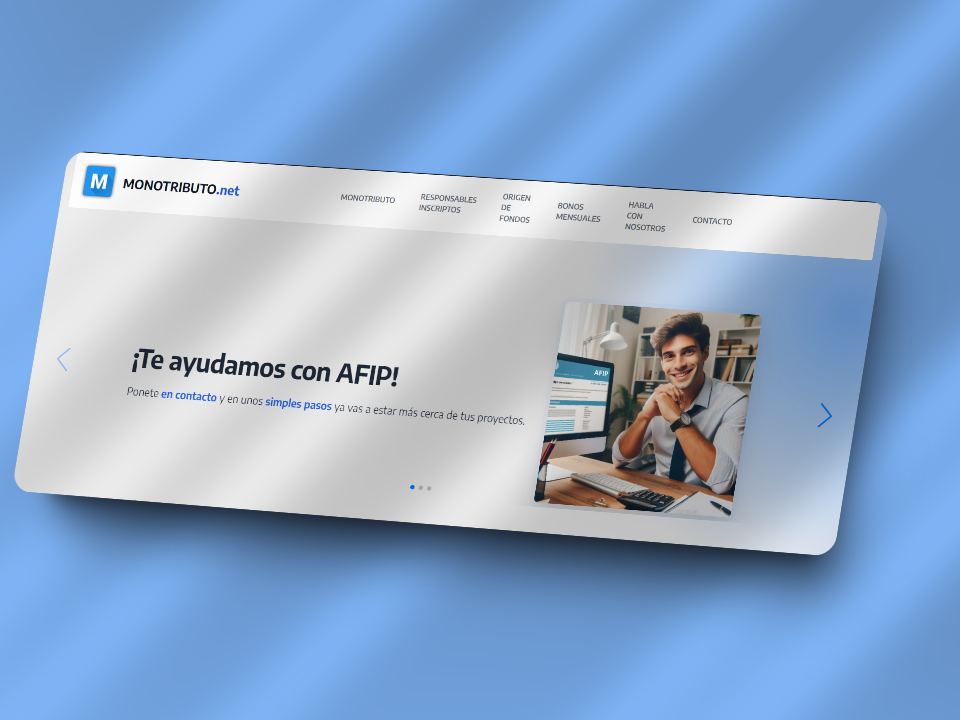 M
MONOTRIBUTO.net
MONOTRIBUTO
RESPONSABLES
INSCRIPTOS
ORIGEN
DE
FONDOS
BONOS
MENSUALES
HABLA
CON
NOSOTROS
CONTACTO
¡Te ayudamos con AFIP!
Ponete en contacto y en unos simples pasos ya vas a estar más cerca de tus proyectos.
AFIP